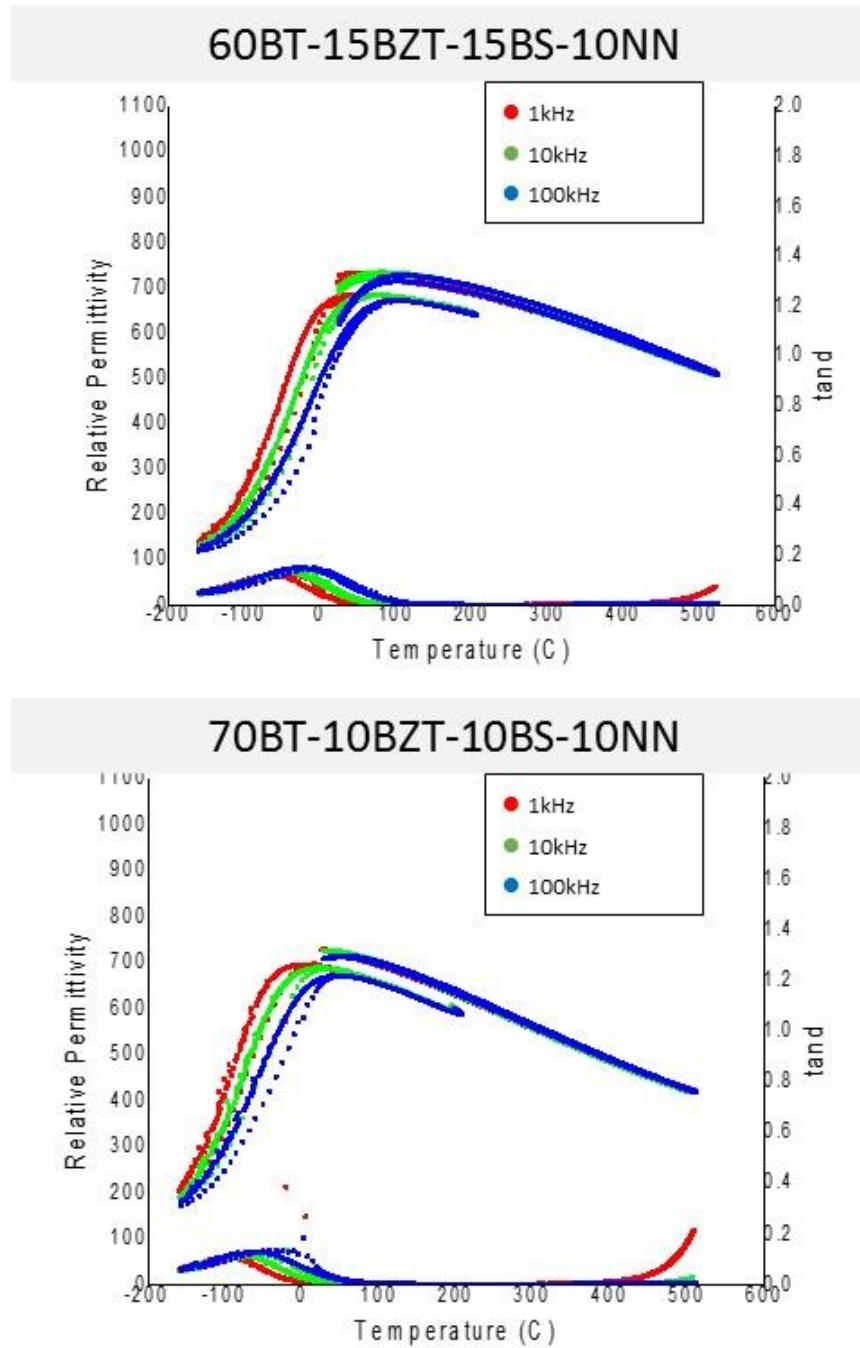 60BT-15BZT-15BS-10NN
1kHz
10kHz
100kHz
1100
1000
900
800
700
600
500
400
300
200
100
0
2.0
1.8
1.6
1.4
1.2
1.0
0.8
0.6
0.4
0.2
0.0
Relative Permittivity
tand
-200 -100 0 100 200 300 400 500 600
Temperature (C)
70BT-10BZT-10BS-10NN
1kHz
10kHz
100kHz
1100
1000
900
800
700
600
500
400
300
200
100
0
2.0
1.8
1.6
1.4
1.2
1.0
0.8
0.6
0.4
0.2
0.0
Relative Permittivity
tand
-200 -100 0 100 200 300 400 500 600
Temperature (C)